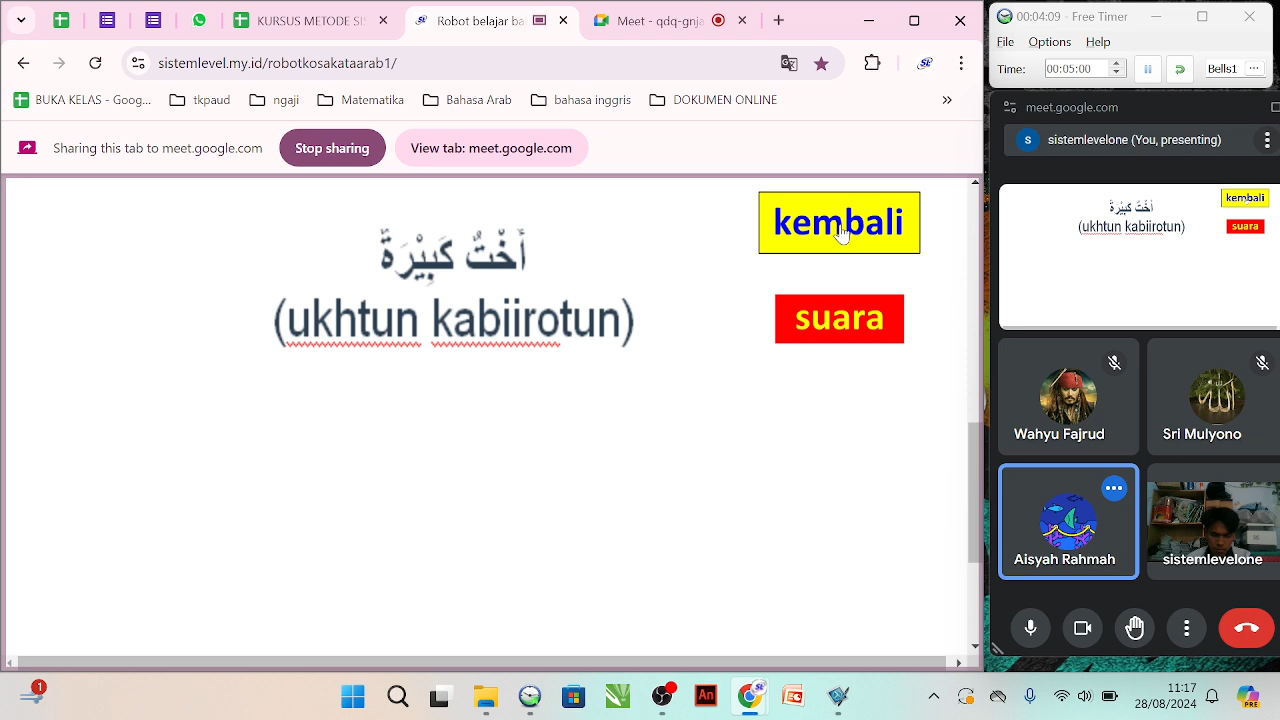 KURSUS METODE SI
Robot belajar ba
Meet - qdq-gnja
sistemlevel.my.id/robotkosakataarab1/
BUKA KELAS - Goog...
tkpaud
ngaji
Matematika
Bahasa Arab
bahasa inggris
DOKUMEN ONLINE
Sharing this tab to meet.google.com
Stop sharing
View tab: meet.google.com
kembali
أُخْتٌ كَبِيْرَةٌ
(ukhtun kabiirotun)
suara
00:04:09 - Free Timer
File Options Help
Time: 00:05:00 Bells1 ...
meet.google.com
S sistemlevelone (You, presenting)
أُخْتٌ كَبِيْرَةٌ
(ukhtun kabiirotun)
kembali
suara
Wahyu Fajrud
Sri Mulyono
Aisyah Rahmah
sistemlevelone
1
An
11:17
28/08/2024
PRE